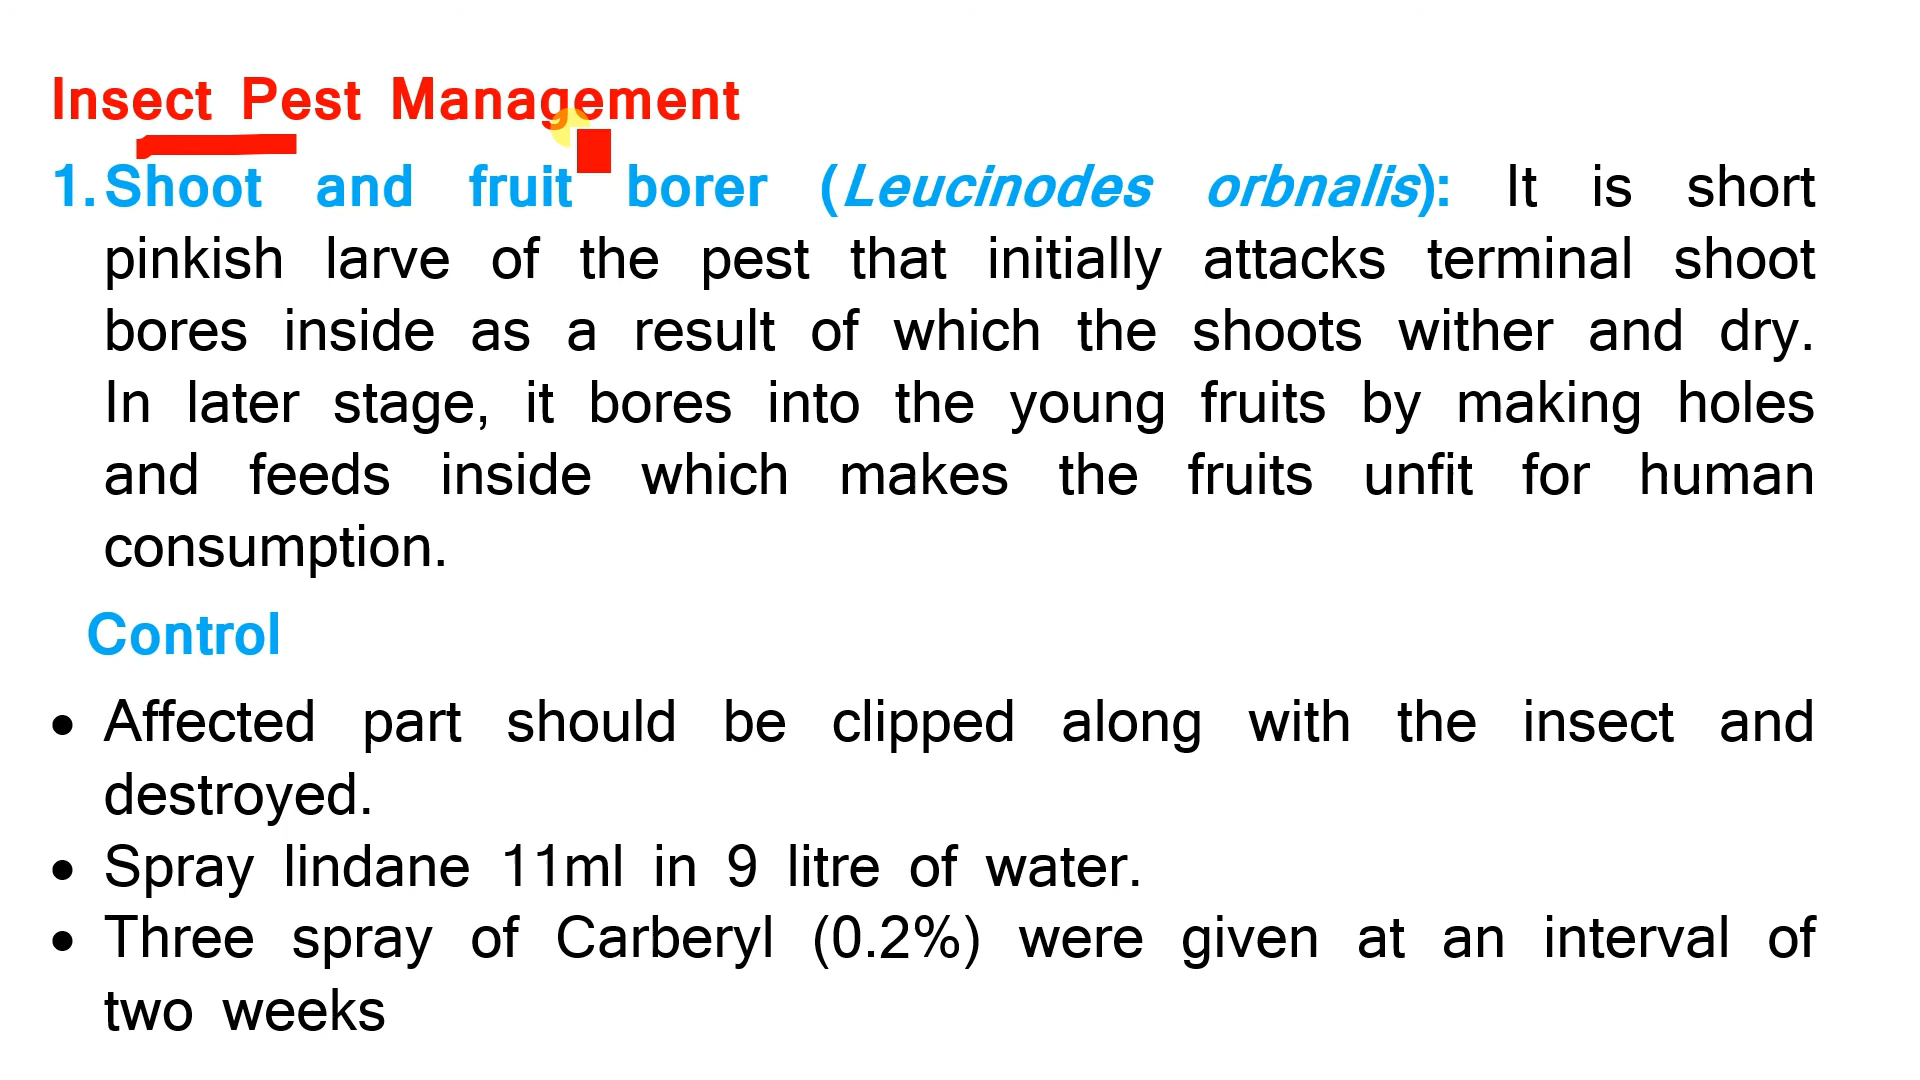 Insect Pest Management
1. Shoot and fruit borer (Leucinodes orbnalis): It is short
pinkish larve of the pest that initially attacks terminal shoot
bores inside as a result of which the shoots wither and dry.
In later stage, it bores into the young fruits by making holes
and feeds inside which makes the fruits unfit for human
consumption.
Control
• Affected part should be clipped along with the insect and
destroyed.
• Spray lindane 11ml in 9 litre of water.
• Three spray of Carberyl (0.2%) were given at an interval of
two weeks